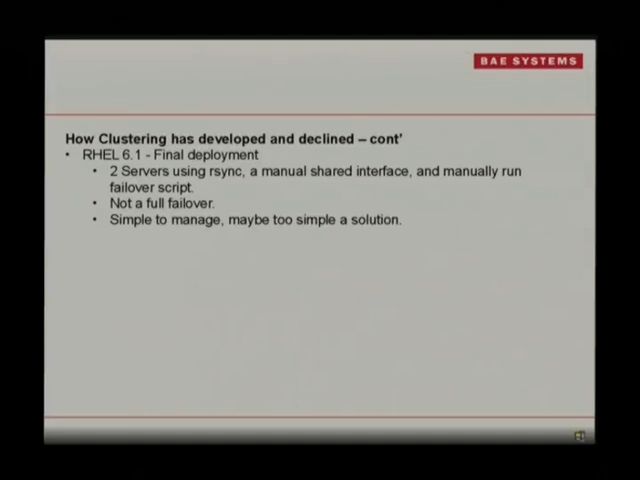 BAE SYSTEMS
How Clustering has developed and declined – cont’
• RHEL 6.1 - Final deployment
• 2 Servers using rsync, a manual shared interface, and manually run
failover script.
• Not a full failover.
• Simple to manage, maybe too simple a solution.